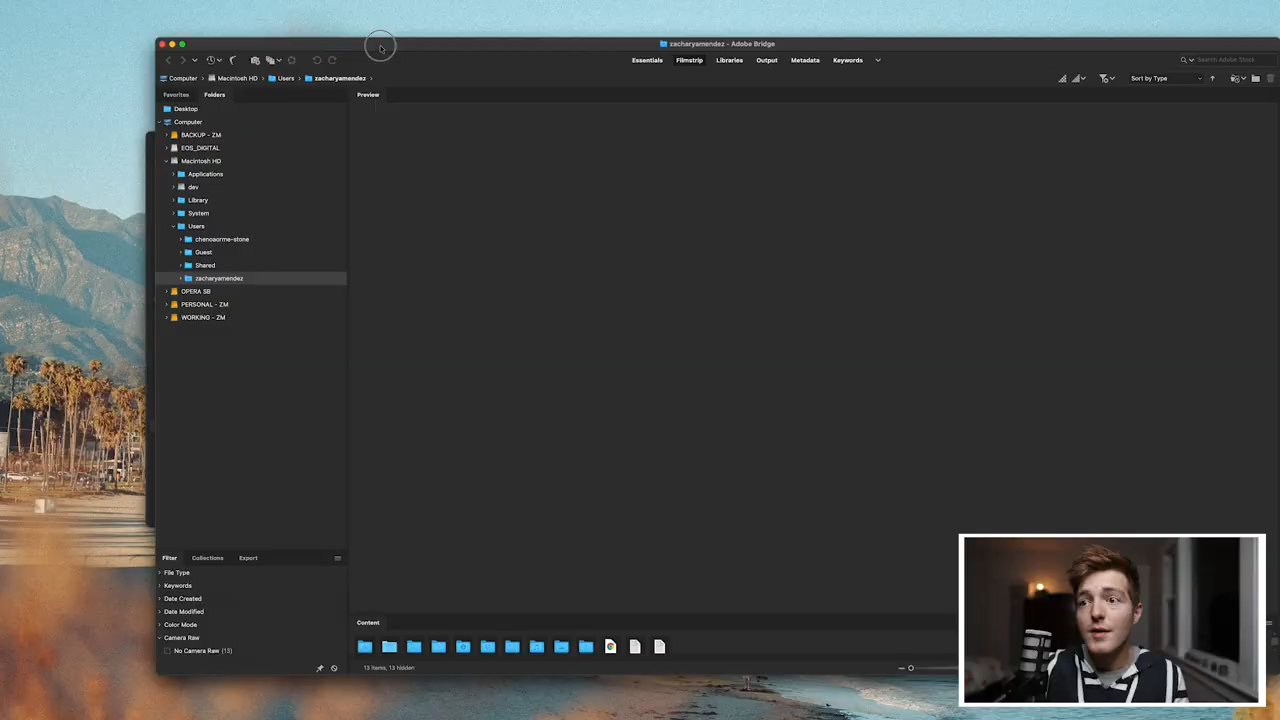 zacharyamendez - Adobe Bridge
Essentials Filmstrip Libraries Output Metadata Keywords
Search Adobe Stock
Computer Macintosh HD Users zacharyamendez
Sort by Type
Favorites Folders
Preview
Desktop
Computer
BACKUP - ZM
EOS_DIGITAL
Macintosh HD
Applications
dev
Library
System
Users
chenoaorme-stone
Guest
Shared
zacharyamendez
OPERA SB
PERSONAL - ZM
WORKING - ZM
Filter Collections Export
File Type
Keywords
Date Created
Date Modified
Color Mode
Camera Raw
No Camera Raw (13)
Content
13 items, 13 hidden